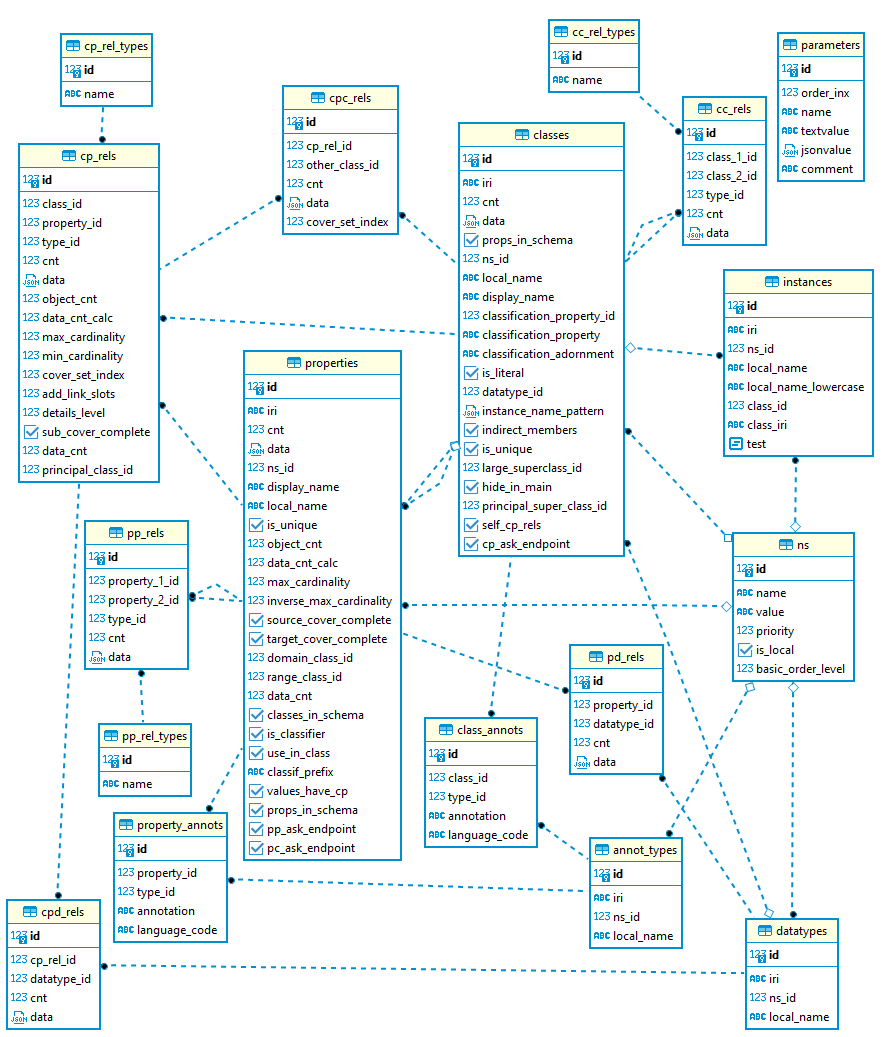 cp_rel_types
123 id
ABC name
cc_rel_types
123 id
ABC name
parameters
123 id
123 order_inx
ABC name
ABC textvalue
JSON jsonvalue
ABC comment
cpc_rels
123 id
123 cp_rel_id
123 other_class_id
123 cnt
JSON data
123 cover_set_index
cc_rels
123 id
123 class_1_id
123 class_2_id
123 type_id
123 cnt
JSON data
classes
123 id
ABC iri
123 cnt
JSON data
props_in_schema
123 ns_id
ABC local_name
ABC display_name
123 classification_property_id
ABC classification_property
ABC classification_adornment
is_literal
123 datatype_id
JSON instance_name_pattern
indirect_members
is_unique
123 large_superclass_id
hide_in_main
123 principal_super_class_id
self_cp_rels
cp_ask_endpoint
cp_rels
123 id
123 class_id
123 property_id
123 type_id
123 cnt
JSON data
123 object_cnt
123 data_cnt_calc
123 max_cardinality
123 min_cardinality
123 cover_set_index
123 add_link_slots
123 details_level
sub_cover_complete
123 data_cnt
123 principal_class_id
instances
123 id
ABC iri
123 ns_id
ABC local_name
ABC local_name_lowercase
123 class_id
ABC class_iri
test
properties
123 id
ABC iri
123 cnt
JSON data
123 ns_id
ABC display_name
ABC local_name
is_unique
123 object_cnt
123 data_cnt_calc
123 max_cardinality
123 inverse_max_cardinality
source_cover_complete
target_cover_complete
123 domain_class_id
123 range_class_id
123 data_cnt
classes_in_schema
is_classifier
use_in_class
ABC classif_prefix
values_have_cp
props_in_schema
pp_ask_endpoint
pc_ask_endpoint
pp_rels
123 id
123 property_1_id
123 property_2_id
123 type_id
123 cnt
JSON data
ns
123 id
ABC name
ABC value
123 priority
is_local
123 basic_order_level
pd_rels
123 id
123 property_id
123 datatype_id
123 cnt
JSON data
pp_rel_types
123 id
ABC name
class_annots
123 id
123 class_id
123 type_id
ABC annotation
ABC language_code
property_annots
123 id
123 property_id
123 type_id
ABC annotation
ABC language_code
annot_types
123 id
ABC iri
123 ns_id
ABC local_name
cpd_rels
123 id
123 cp_rel_id
123 datatype_id
123 cnt
JSON data
datatypes
123 id
ABC iri
123 ns_id
ABC local_name